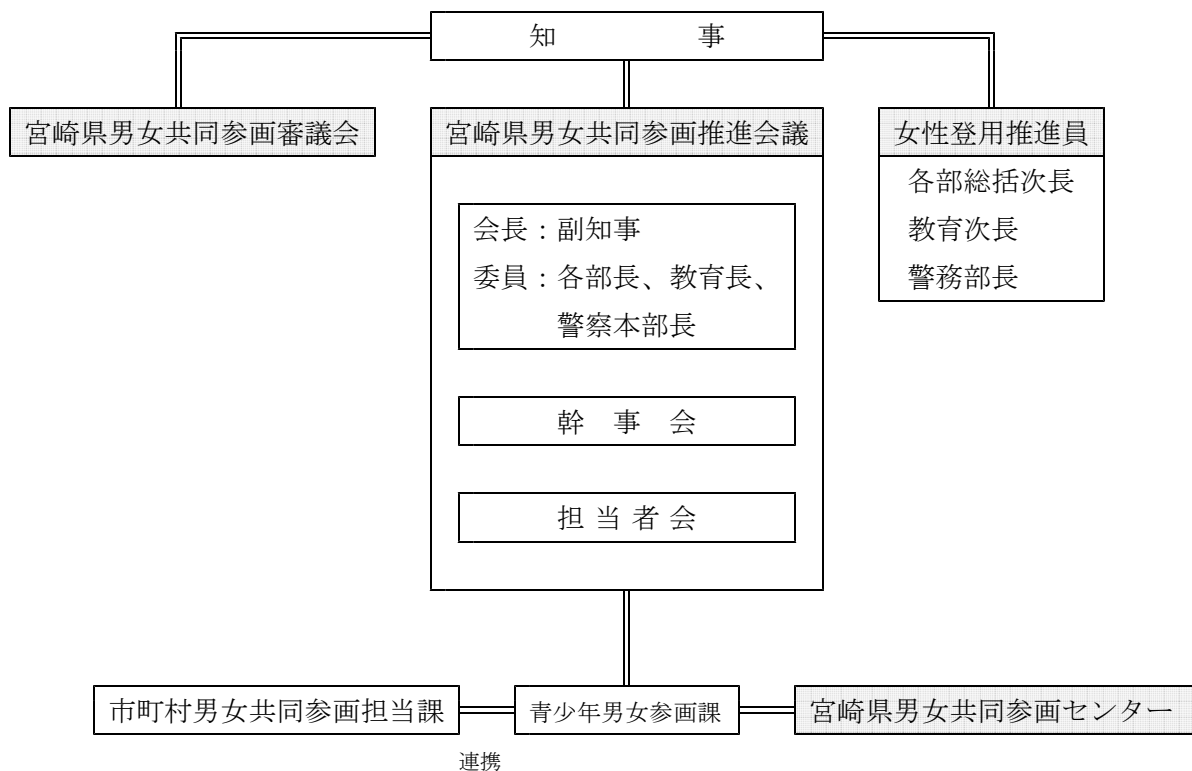 知　　　　　事
宮崎県男女共同参画審議会
宮崎県男女共同参画推進会議
会長：副知事
委員：各部長、教育長、
警察本部長
幹　事　会
担 当 者 会
女性登用推進員
各部総括次長
教育次長
警務部長
市町村男女共同参画担当課
青少年男女参画課
宮崎県男女共同参画センター
連携